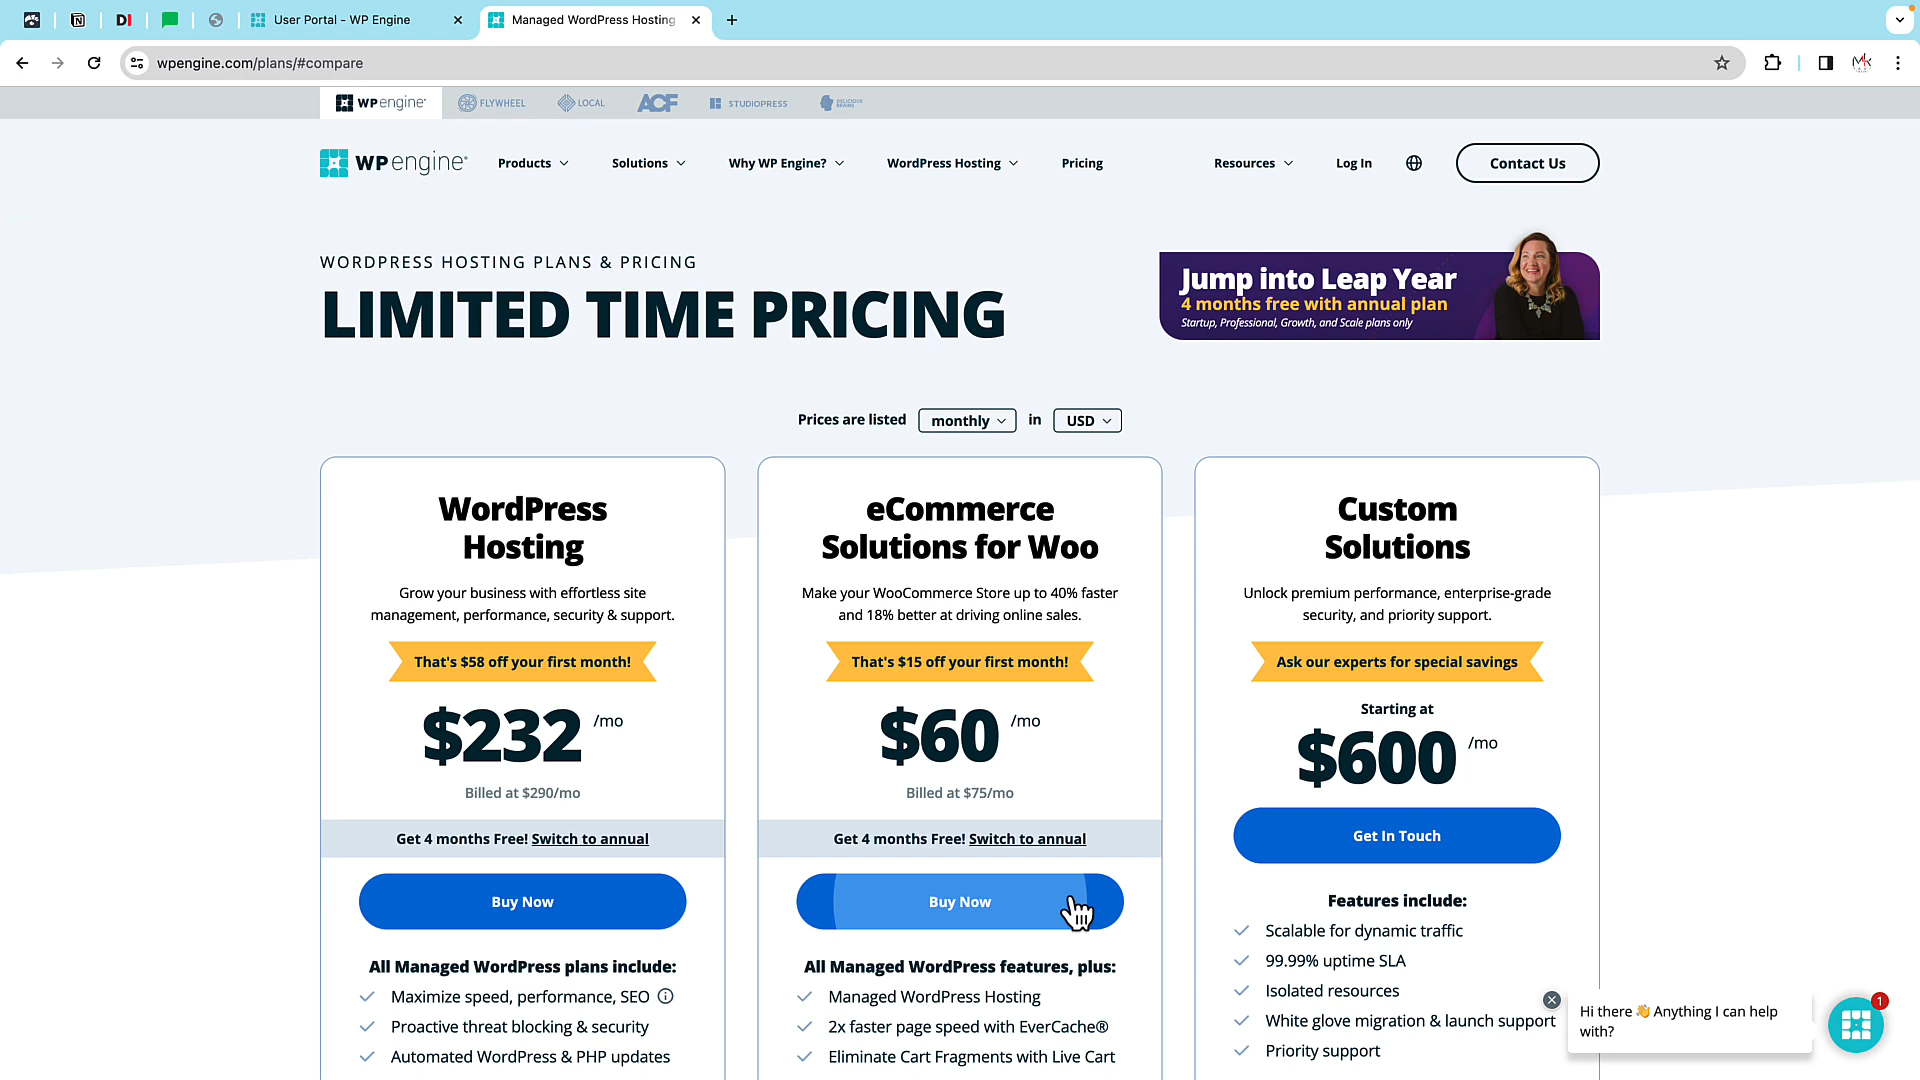 DI
User Portal - WP Engine
Managed WordPress Hosting
wpengine.com/plans/#compare
MK
WPengine
FLYWHEEL
LOCAL
ACF
STUDIOPRESS
DELICIOUS
BRAINS
WPengine
Products
Solutions
Why WP Engine?
WordPress Hosting
Pricing
Resources
Log In
Contact Us
WORDPRESS HOSTING PLANS & PRICING
LIMITED TIME PRICING
Jump into Leap Year
4 months free with annual plan
Startup, Professional, Growth, and Scale plans only
Prices are listed monthly in USD
WordPress
Hosting
Grow your business with effortless site
management, performance, security & support.
That's $58 off your first month!
$232 /mo
Billed at $290/mo
Get 4 months Free! Switch to annual
Buy Now
All Managed WordPress plans include:
Maximize speed, performance, SEO
Proactive threat blocking & security
Automated WordPress & PHP updates
eCommerce
Solutions for Woo
Make your WooCommerce Store up to 40% faster
and 18% better at driving online sales.
That's $15 off your first month!
$60 /mo
Billed at $75/mo
Get 4 months Free! Switch to annual
Buy Now
All Managed WordPress features, plus:
Managed WordPress Hosting
2x faster page speed with EverCache®
Eliminate Cart Fragments with Live Cart
Custom
Solutions
Unlock premium performance, enterprise-grade
security, and priority support.
Ask our experts for special savings
Starting at
$600 /mo
Get In Touch
Features include:
Scalable for dynamic traffic
99.99% uptime SLA
Isolated resources
White glove migration & launch support
Priority support
Hi there 👋 Anything I can help
with?
1